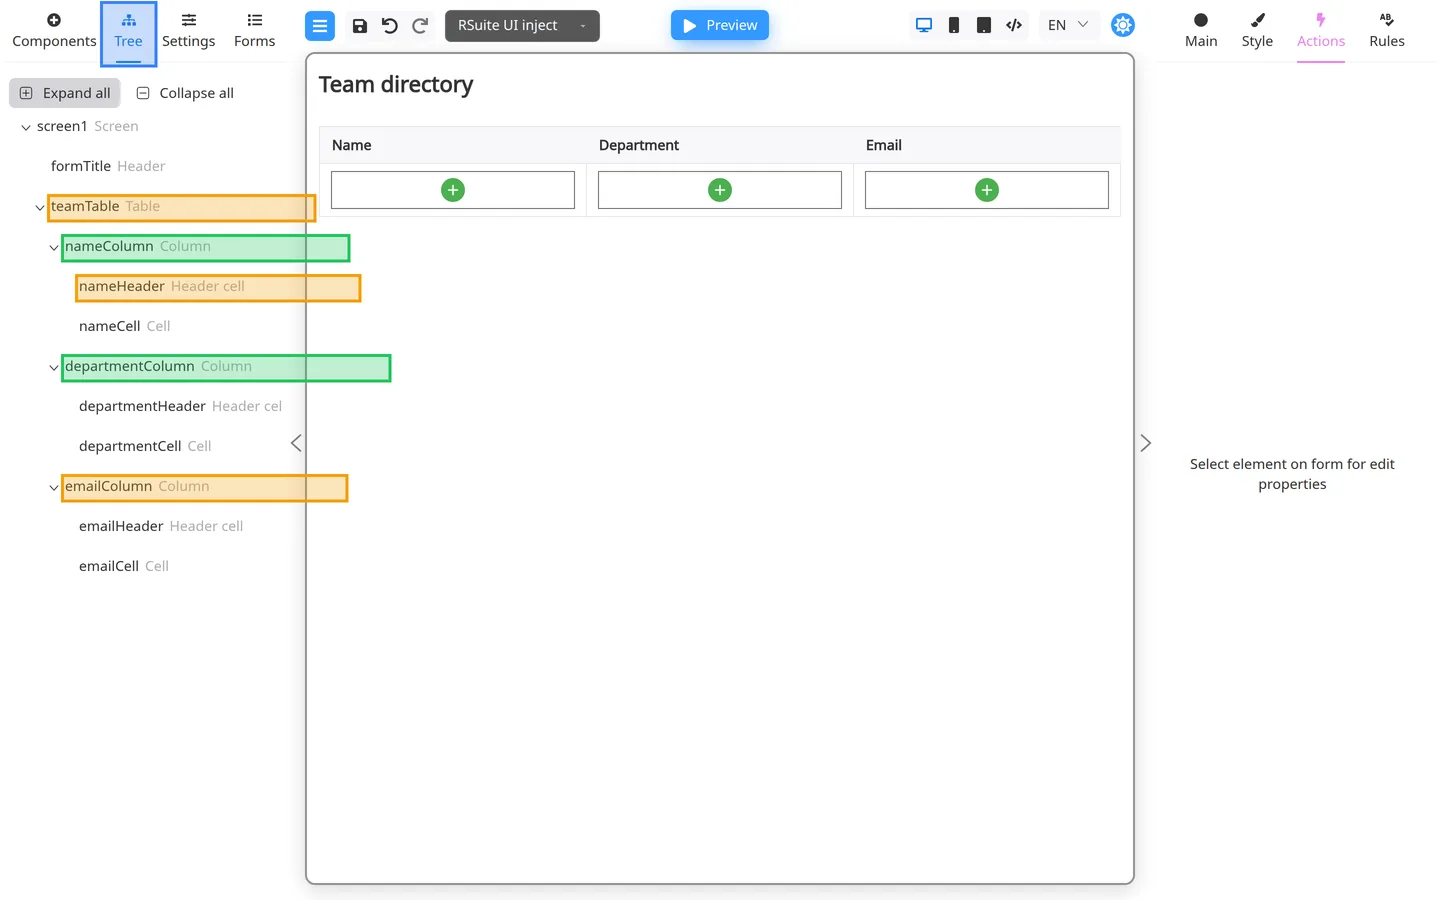 Components
Tree
Settings
Forms
RSuite UI inject
Preview
EN
Main
Style
Actions
AB
Rules
Expand all
Collapse all
screen1 Screen
formTitle Header
teamTable Table
nameColumn Column
nameHeader Header cell
nameCell Cell
departmentColumn Column
departmentHeader Header cel
departmentCell Cell
emailColumn Column
emailHeader Header cell
emailCell Cell
Team directory
Name
Department
Email
Select element on form for edit
properties